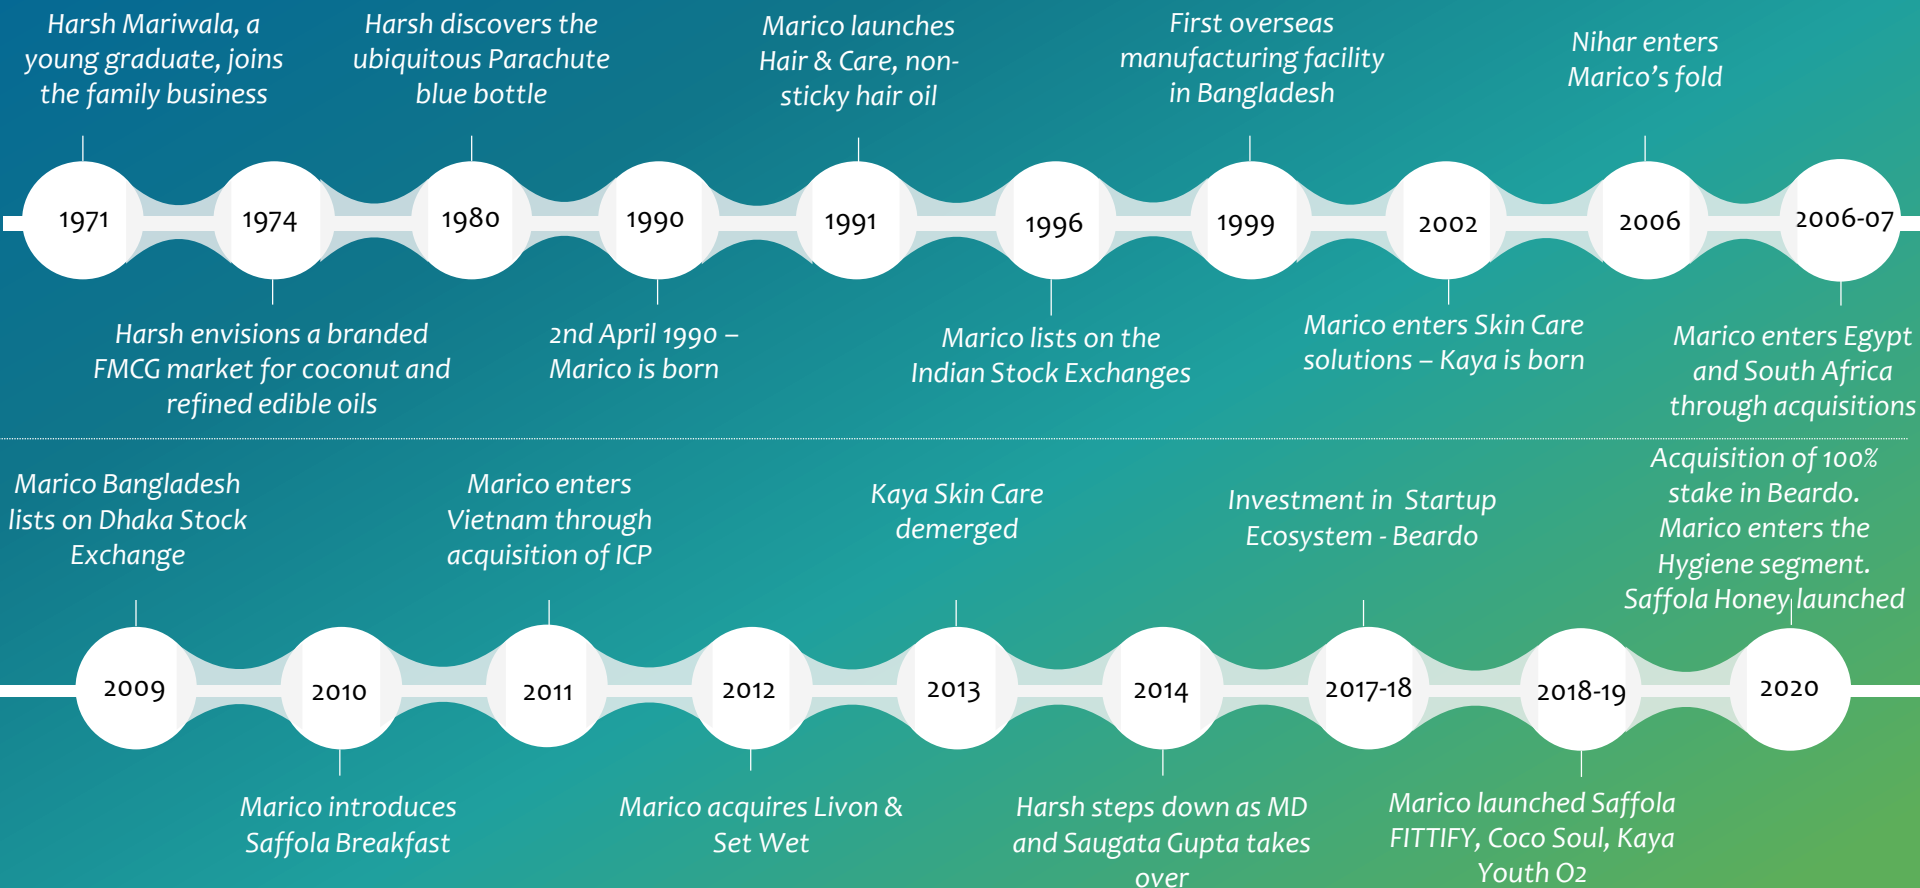 Harsh Mariwala, a
young graduate, joins
the family business
Harsh discovers the
ubiquitous Parachute
blue bottle
Marico launches
Hair & Care, non-
sticky hair oil
First overseas
manufacturing facility
in Bangladesh
Nihar enters
Marico’s fold
1971
1974
1980
1990
1991
1996
1999
2002
2006
2006-07
Harsh envisions a branded
FMCG market for coconut and
refined edible oils
2nd April 1990 –
Marico is born
Marico lists on the
Indian Stock Exchanges
Marico enters Skin Care
solutions – Kaya is born
Marico enters Egypt
and South Africa
through acquisitions
Marico Bangladesh
lists on Dhaka Stock
Exchange
Marico enters
Vietnam through
acquisition of ICP
Kaya Skin Care
demerged
Investment in Startup
Ecosystem - Beardo
Acquisition of 100%
stake in Beardo.
Marico enters the
Hygiene segment.
Saffola Honey launched
2009
2010
2011
2012
2013
2014
2017-18
2018-19
2020
Marico introduces
Saffola Breakfast
Marico acquires Livon &
Set Wet
Harsh steps down as MD
and Saugata Gupta takes
over
Marico launched Saffola
FITTIFY, Coco Soul, Kaya
Youth O2